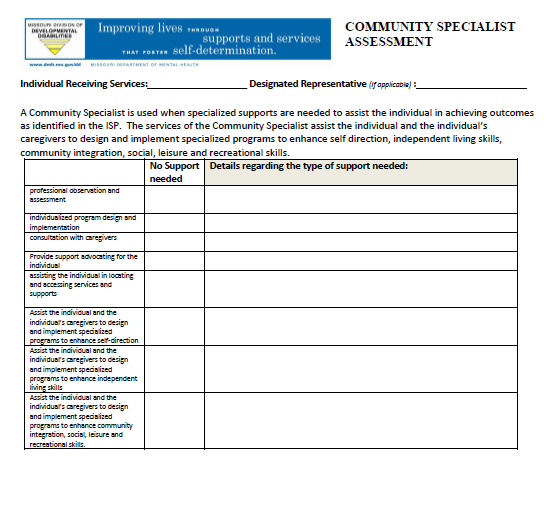 MISSOURI DIVISION OF
DEVELOPMENTAL
DISABILITIES
Improving lives THROUGH
supports and services
THAT FOSTER self-determination.
www.dmh.mo.gov/dd MISSOURI DEPARTMENT OF MENTAL HEALTH
COMMUNITY SPECIALIST
ASSESSMENT
Individual Receiving Services: Designated Representative (if applicable) :
A Community Specialist is used when specialized supports are needed to assist the individual in achieving outcomes
as identified in the ISP. The services of the Community Specialist assist the individual and the individual's
caregivers to design and implement specialized programs to enhance self direction, independent living skills,
community integration, social, leisure and recreational skills.
No Support
needed
Details regarding the type of support needed:
professional observation and
assessment
individualized program design and
implementation
consultation with caregivers
Provide support advocating for the
individual
assisting the individual in locating
and accessing services and
supports
Assist the individual and the
individual's caregivers to design
and implement specialized
programs to enhance self-direction
Assist the individual and the
individual's caregivers to design
and implement specialized
programs to enhance independent
living skills
Assist the individual and the
individual's caregivers to design
and implement specialized
programs to enhance community
integration, social, leisure and
recreational skills.